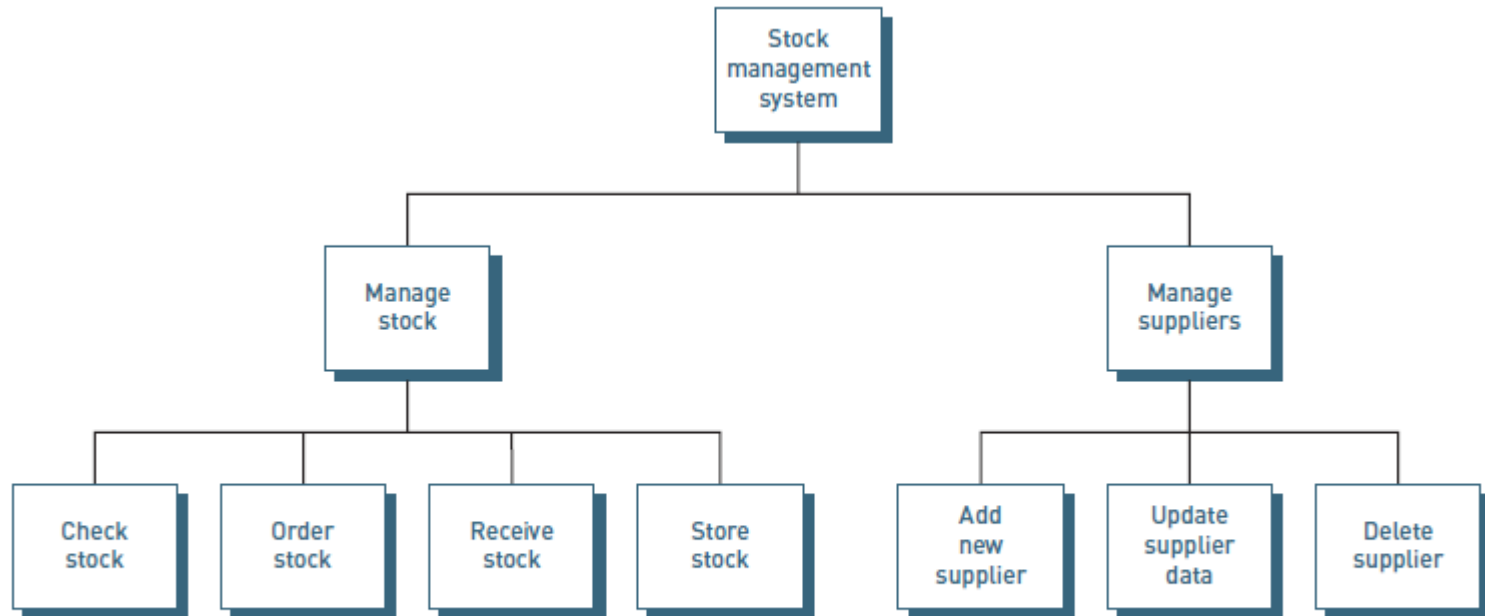 Stock
management
system
Manage
stock
Manage
suppliers
Check
stock
Order
stock
Receive
stock
Store
stock
Add
new
supplier
Update
supplier
data
Delete
supplier